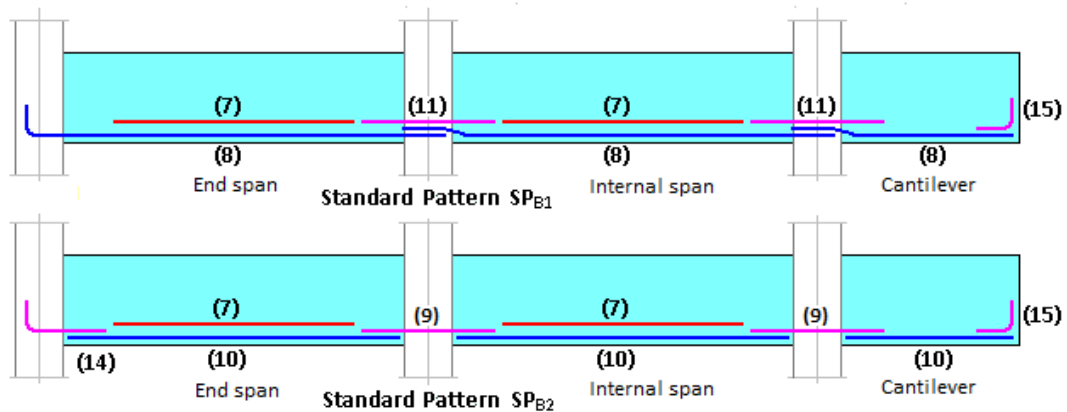 (7) (11) (7) (11) (15)
(8) (8) (8)
End span Internal span Cantilever
Standard Pattern SPB1
(7) (9) (7) (9) (15)
(14) (10) (10) (10)
End span Internal span Cantilever
Standard Pattern SPB2